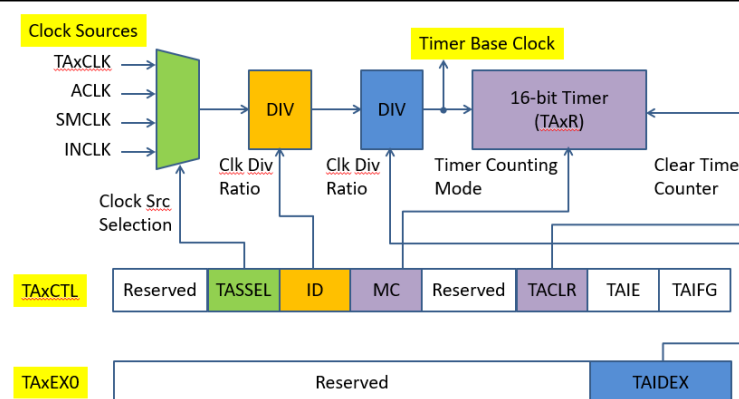 Clock Sources
TAxCLK
ACLK
SMCLK
INCLK
Timer Base Clock
DIV
DIV
16-bit Timer
(TAxR)
Clk Div
Ratio
Clk Div
Ratio
Timer Counting
Mode
Clear Time
Counter
Clock Src
Selection
TAxCTL
Reserved
TASSEL
ID
MC
Reserved
TACLR
TAIE
TAIFG
TAxEX0
Reserved
TAIDEX